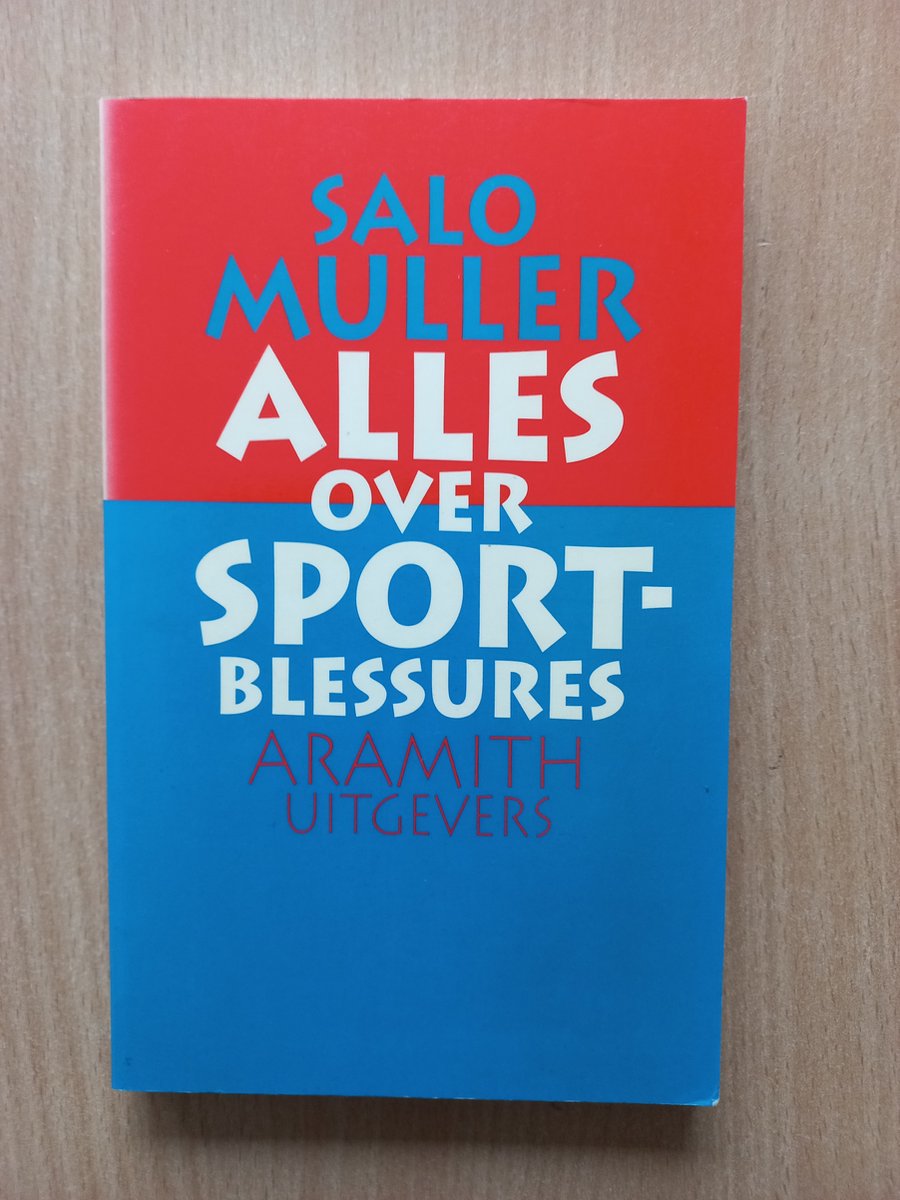 SALO
MULLER
ALLES
OVER
SPORT-
BLESSURES
ARAMITH
UITGEVERS